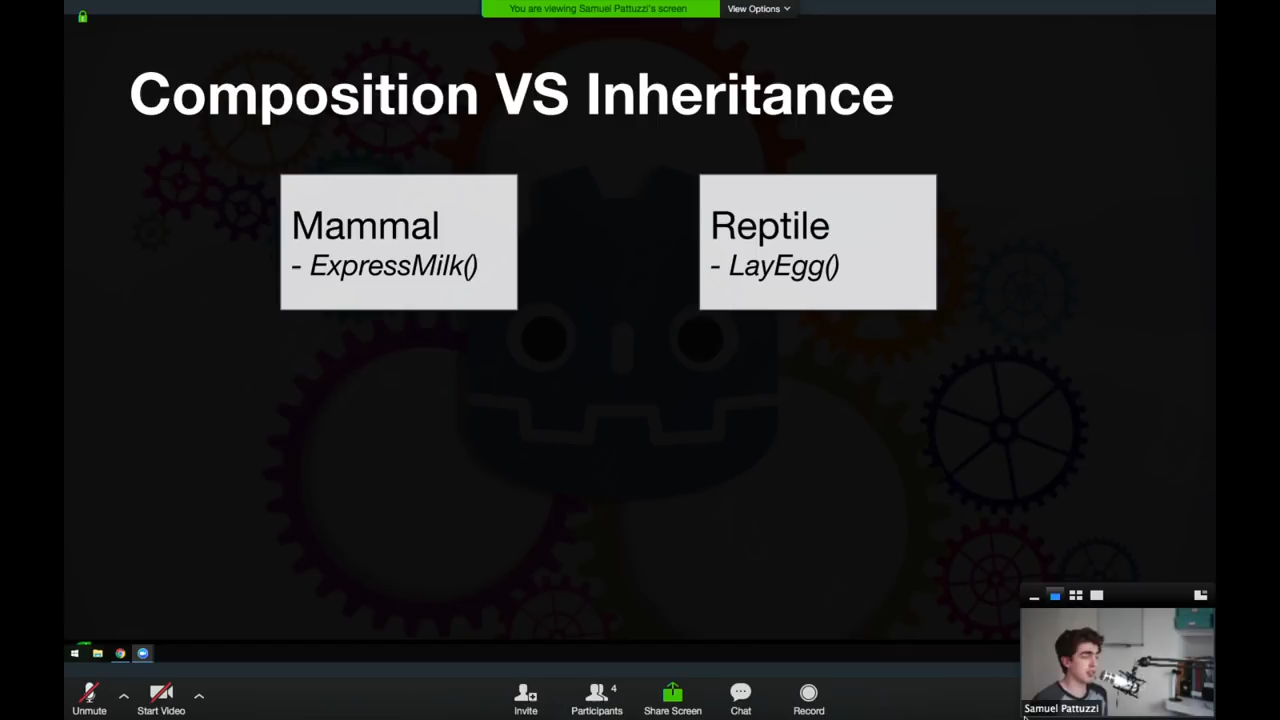 You are viewing Samuel Pattuzzi's screen
View Options
Composition VS Inheritance
Mammal
- ExpressMilk()
Reptile
- LayEgg()
Samuel Pattuzzi
Unmute
Start Video
Invite
4
Participants
Share Screen
Chat
Record